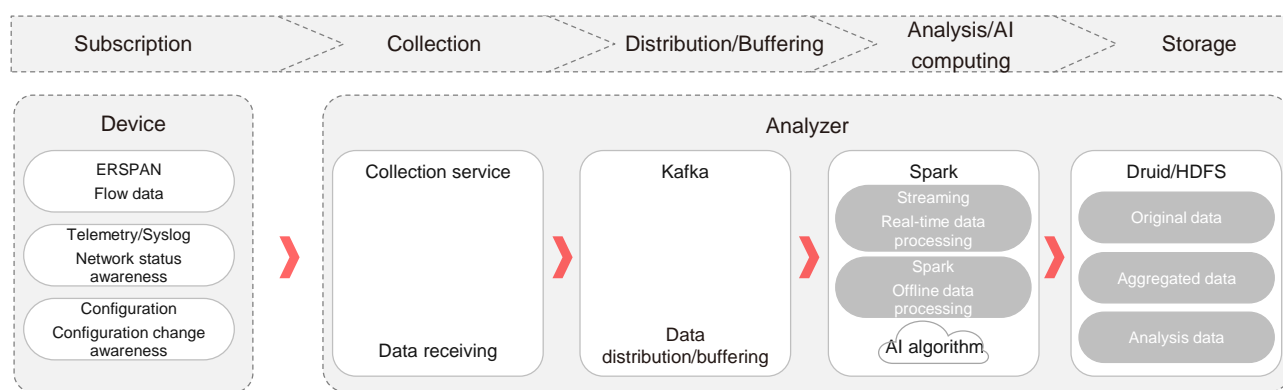 Subscription
Collection
Distribution/Buffering
Analysis/AI
computing
Storage
Device
ERSPAN
Flow data
Telemetry/Syslog
Network status
awareness
Configuration
Configuration change
awareness
Analyzer
Collection service
Data receiving
Kafka
Data
distribution/buffering
Spark
Streaming
Real-time data
processing
Spark
Offline data
processing
AI algorithm
Druid/HDFS
Original data
Aggregated data
Analysis data